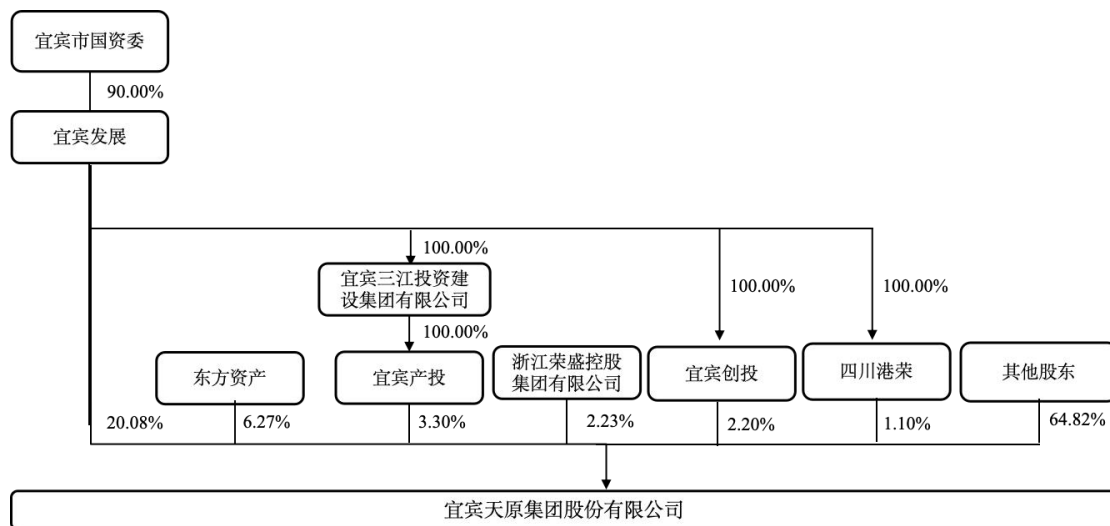 宜宾市国资委
90.00%
宜宾发展
100.00%
宜宾三江投资建
设集团有限公司
100.00%
100.00%
100.00%
东方资产
宜宾产投
浙江荣盛控股
集团有限公司
宜宾创投
四川港荣
其他股东
20.08%
6.27%
3.30%
2.23%
2.20%
1.10%
64.82%
宜宾天原集团股份有限公司